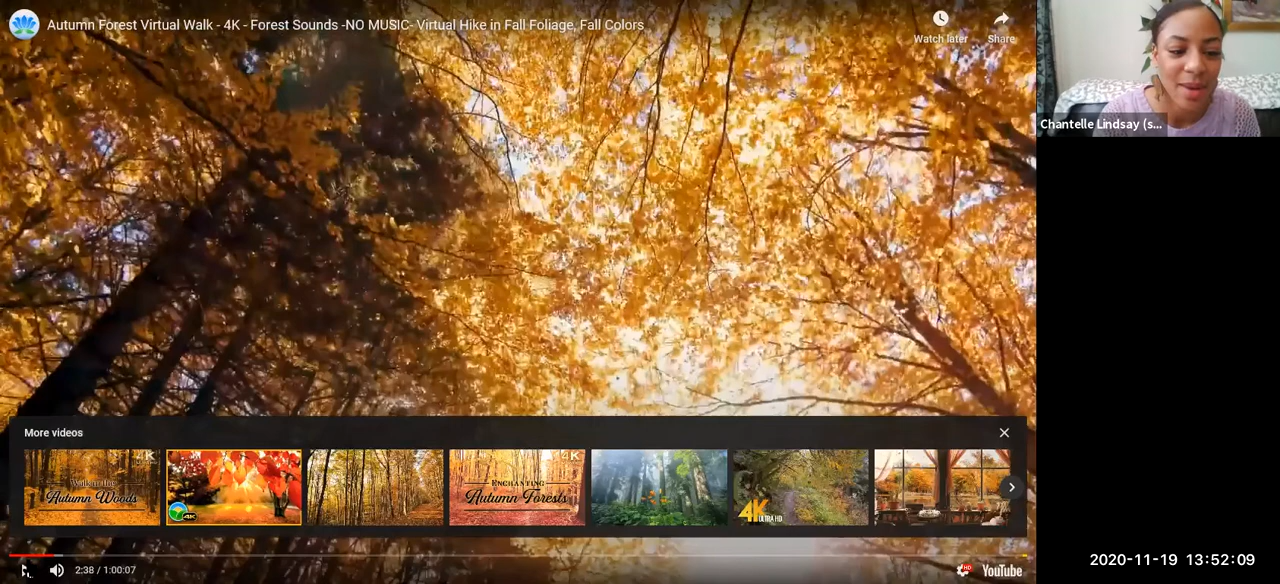 Autumn Forest Virtual Walk - 4K - Forest Sounds -NO MUSIC- Virtual Hike in Fall Foliage, Fall Colors
Watch later
Share
Chantelle Lindsay (s...
More videos
4K
Walk in the
Autumn Woods
4K
4K
ENCHANTING
Autumn Forests
4K
ULTRA HD
2:38 / 1:00:07
HD
YouTube
2020-11-19 13:52:09